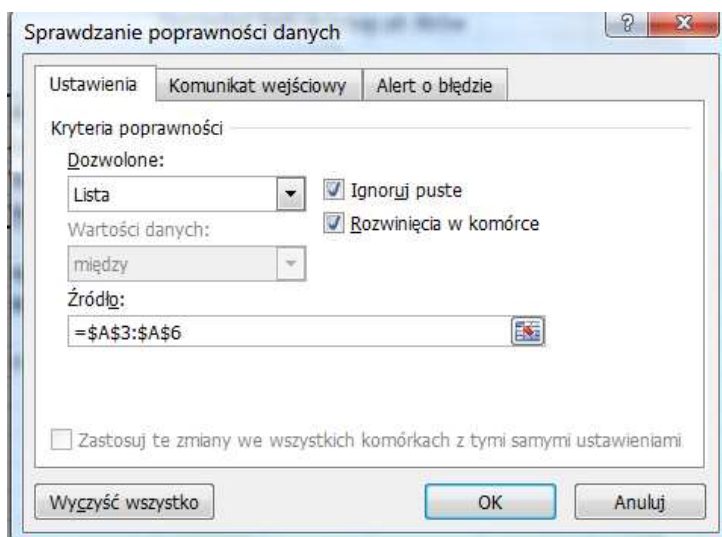 Sprawdzanie poprawności danych
Ustawienia
Komunikat wejściowy
Alert o błędzie
Kryteria poprawności
Dozwolone:
Lista
Ignoruj puste
Wartości danych:
Rozwinięcia w komórce
między
Źródło:
=$A$3:$A$6
Zastosuj te zmiany we wszystkich komórkach z tymi samymi ustawieniami
Wyczyść wszystko
OK
Anuluj